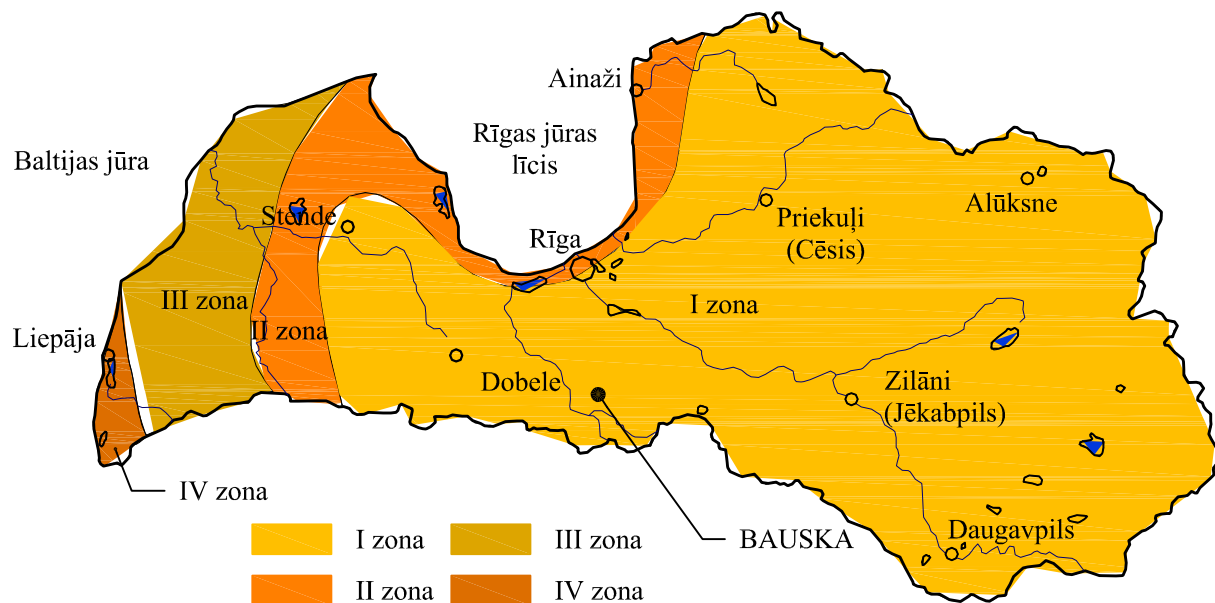 Ainaži
Rīgas jūras
līcis
Baltijas jūra
Alūksne
Stende
Priekuļi
(Cēsis)
Rīga
III zona
I zona
II zona
Liepāja
Dobele
Zilāni
(Jēkabpils)
IV zona
BAUSKA
Daugavpils
I zona
III zona
II zona
IV zona